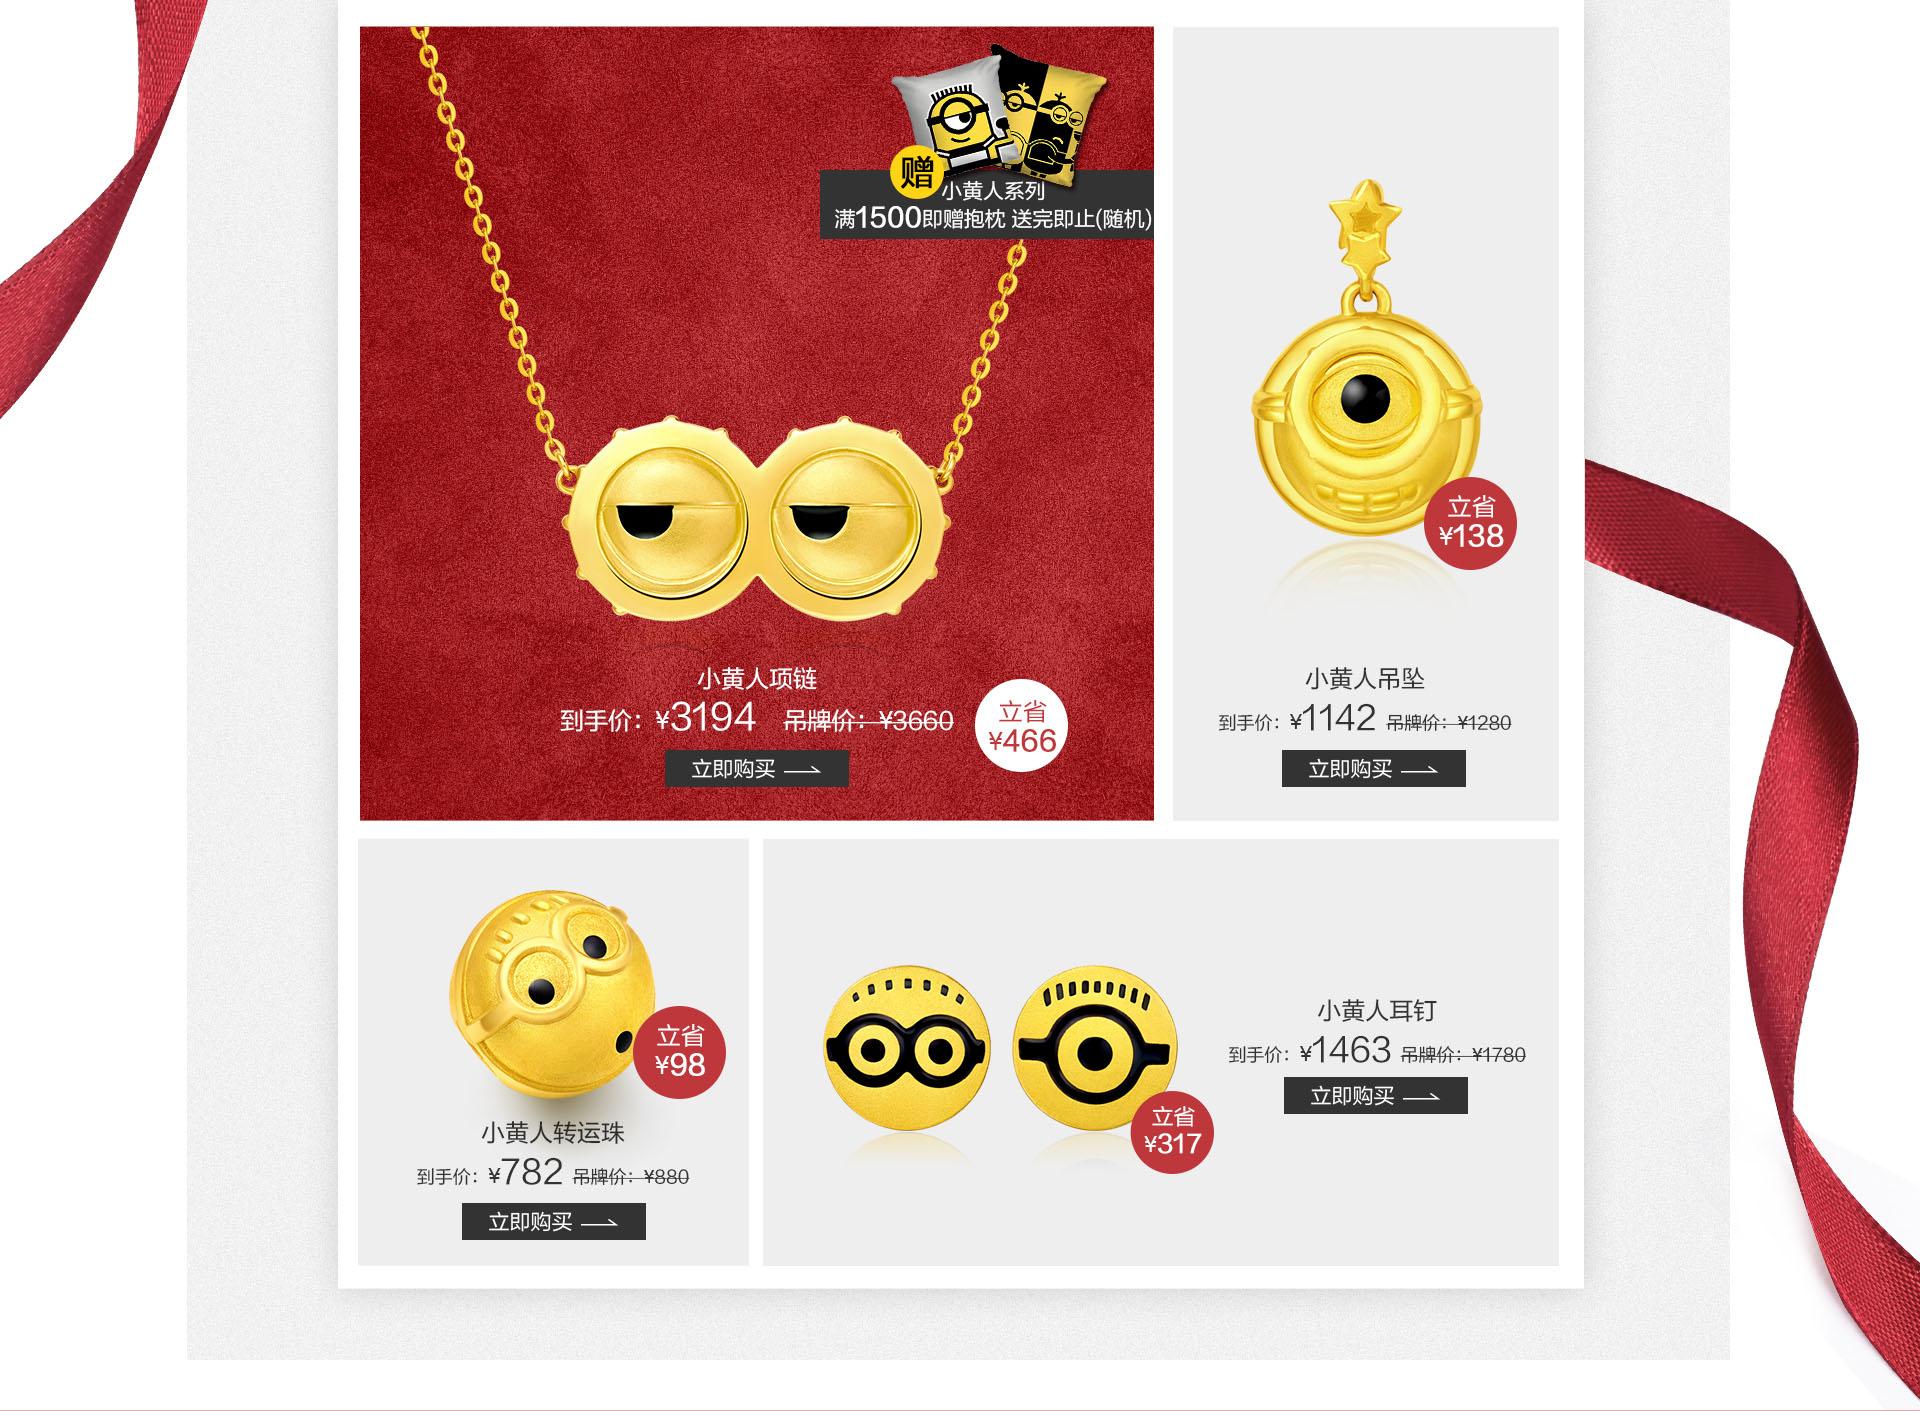 赠
小黄人系列
满1500即赠抱枕 送完即止(随机)
小黄人项链
到手价：¥3194 吊牌价：¥3660
立省
¥466
立即购买
立省
¥138
小黄人吊坠
到手价：¥1142 吊牌价：¥1280
立即购买
立省
¥98
小黄人转运珠
到手价：¥782 吊牌价：¥880
立即购买
立省
¥317
小黄人耳钉
到手价：¥1463 吊牌价：¥1780
立即购买